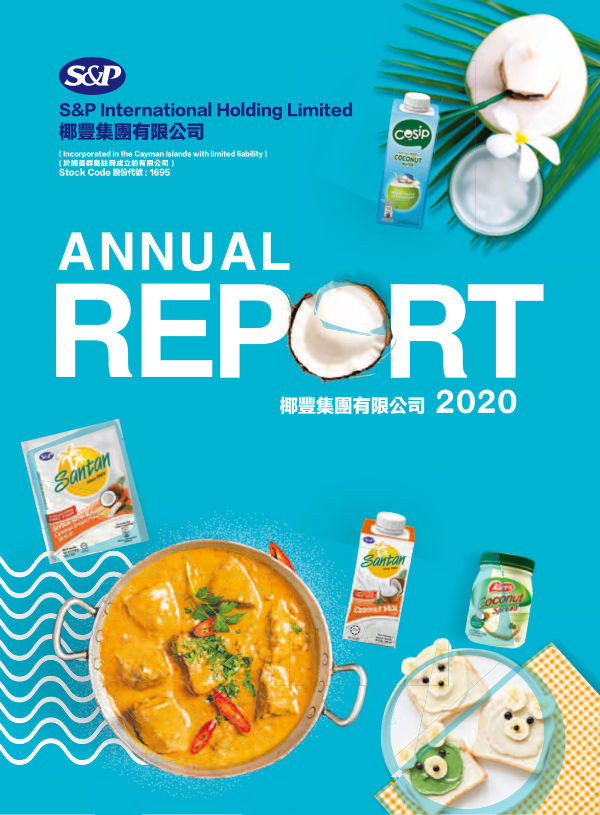 S&P
S&P International Holding Limited
椰豐集團有限公司
( Incorporated in the Cayman Islands with limited liability )
( 於開曼群島註冊成立的有限公司 )
Stock Code 股份代號 : 1695
cosip
COCONUT
WATER
ANNUAL
REPORT
椰豐集團有限公司 2020
S&P
Santan
S&P
Santan
Coconut Milk
Coconut
Spread